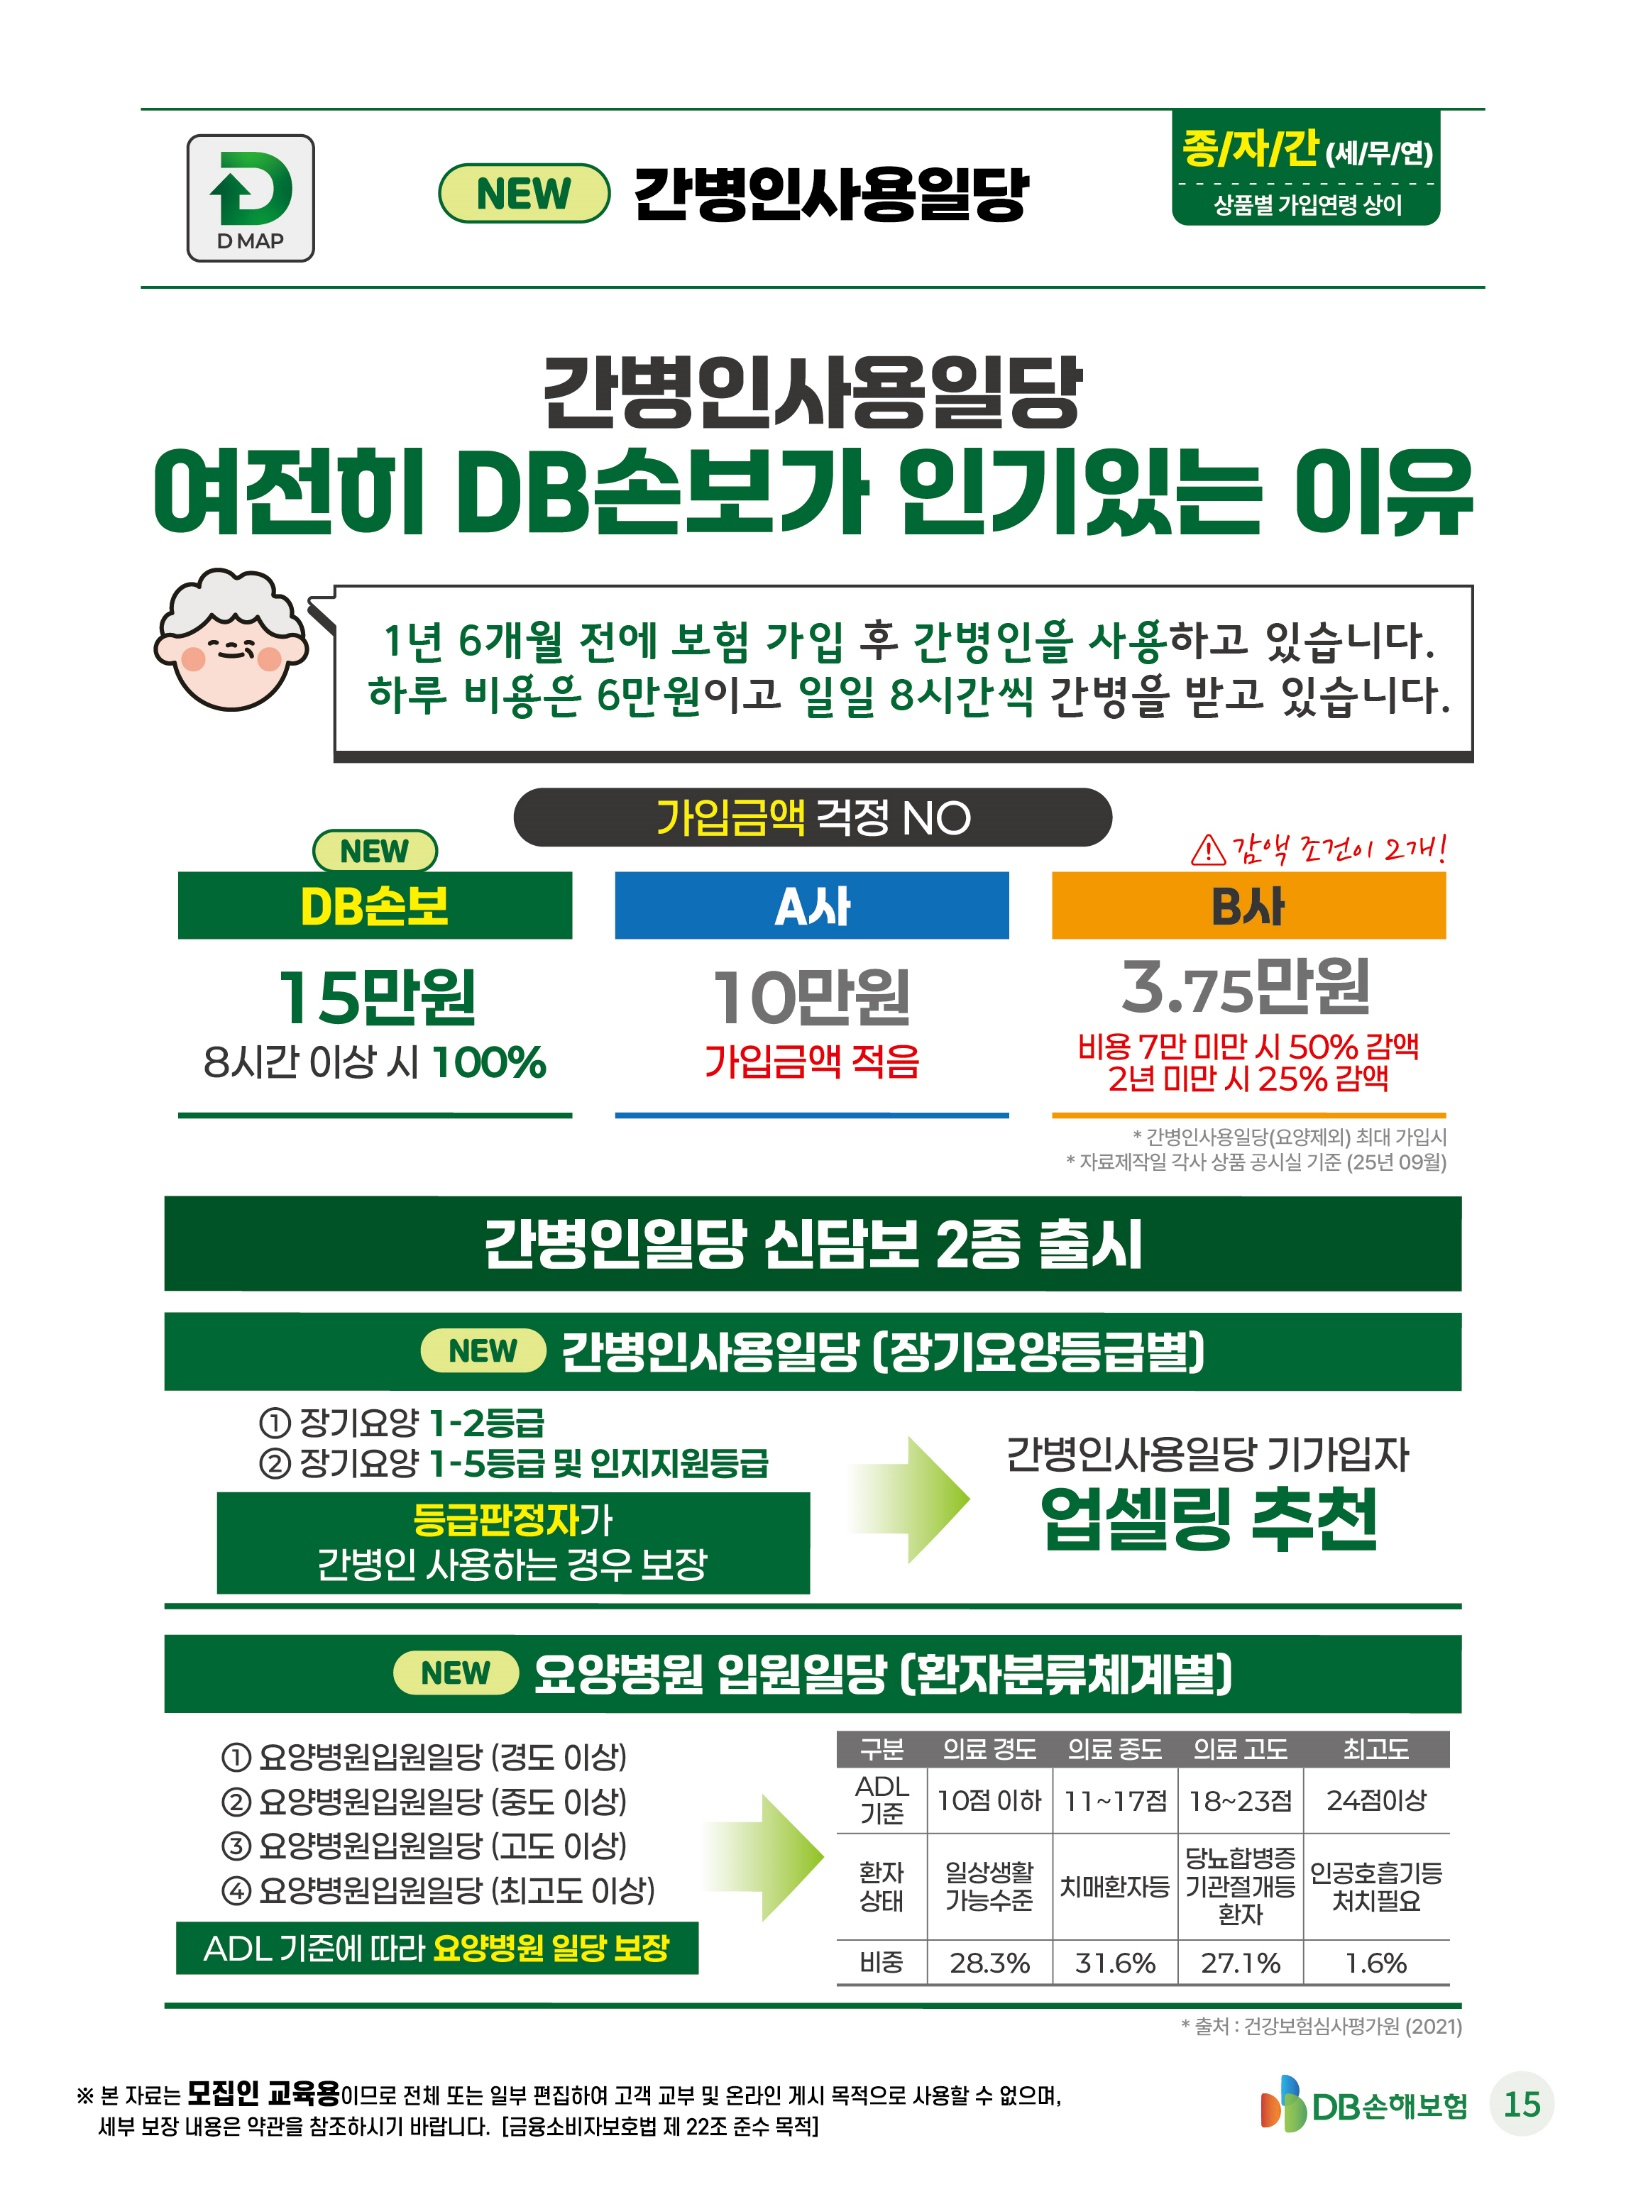 D MAP
NEW 간병인사용일당
종/자/간 (세/무/연)
상품별 가입연령 상이
간병인사용일당
여전히 DB손보가 인기있는 이유
1년 6개월 전에 보험 가입 후 간병인을 사용하고 있습니다.
하루 비용은 6만원이고 일일 8시간씩 간병을 받고 있습니다.
가입금액 걱정 NO
NEW
DB손보
15만원
8시간 이상 시 100%
A사
10만원
가입금액 적음
감액 조건이 2개!
B사
3.75만원
비용 7만 미만 시 50% 감액
2년 미만 시 25% 감액
* 간병인사용일당(요양제외) 최대 가입시
* 자료제작일 각사 상품 공시실 기준 (25년 09월)
간병인일당 신담보 2종 출시
NEW 간병인사용일당 (장기요양등급별)
① 장기요양 1-2등급
② 장기요양 1-5등급 및 인지지원등급
등급판정자가
간병인 사용하는 경우 보장
간병인사용일당 기가입자
업셀링 추천
NEW 요양병원 입원일당 (환자분류체계별)
① 요양병원입원일당 (경도 이상)
② 요양병원입원일당 (중도 이상)
③ 요양병원입원일당 (고도 이상)
④ 요양병원입원일당 (최고도 이상)
ADL 기준에 따라 요양병원 일당 보장
구분 의료 경도 의료 중도 의료 고도 최고도
ADL 기준 10점 이하 11~17점 18~23점 24점이상
환자 상태 일상생활 가능수준 치매환자등 당뇨합병증 기관절개등 환자 인공호흡기등 처치필요
비중 28.3% 31.6% 27.1% 1.6%
* 출처 : 건강보험심사평가원 (2021)
※ 본 자료는 모집인 교육용이므로 전체 또는 일부 편집하여 고객 교부 및 온라인 게시 목적으로 사용할 수 없으며,
세부 보장 내용은 약관을 참조하시기 바랍니다. [금융소비자보호법 제 22조 준수 목적]
DB손해보험 15